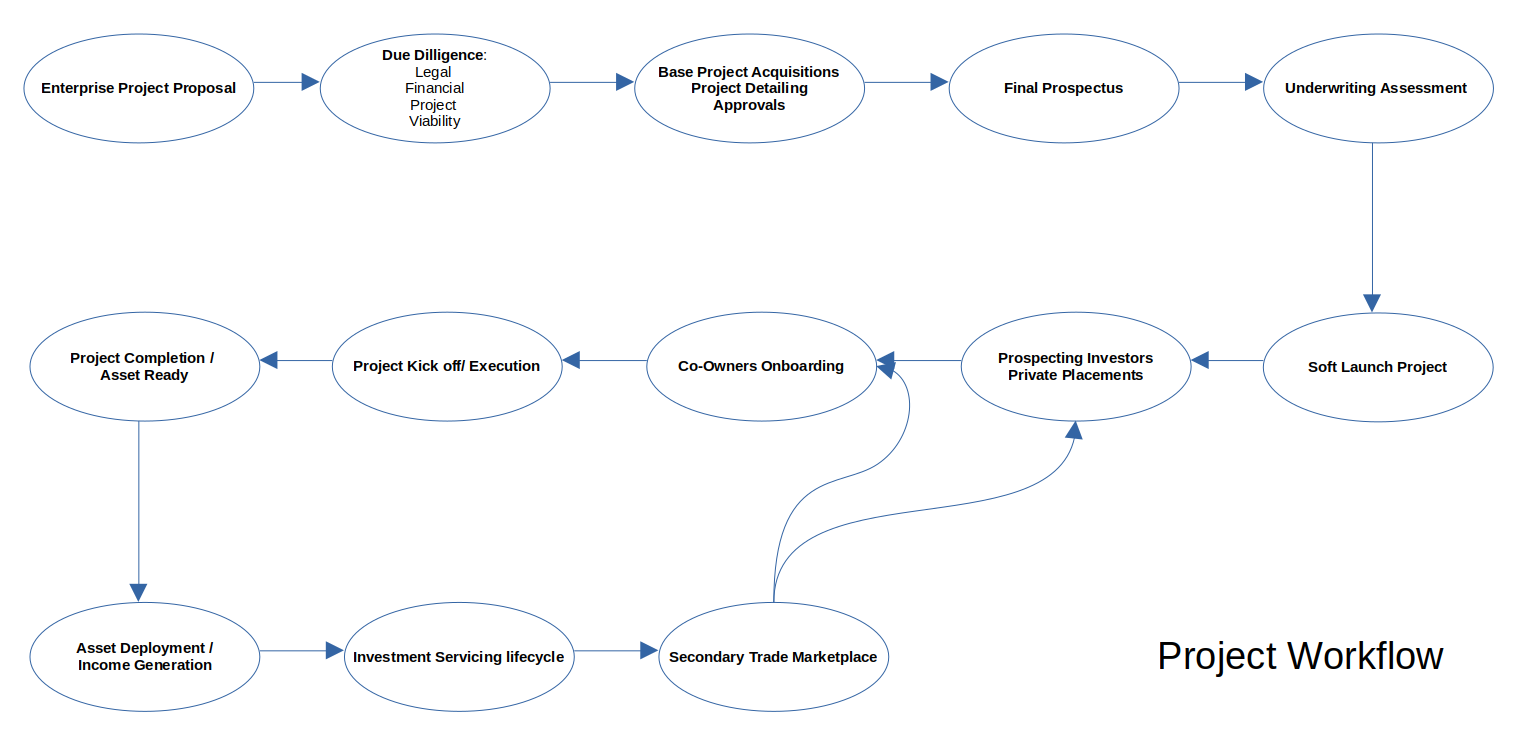 Enterprise Project Proposal
Due Dilligence:
Legal
Financial
Project
Viability
Base Project Acquisitions
Project Detailing
Approvals
Final Prospectus
Underwriting Assessment
Project Completion /
Asset Ready
Project Kick off/ Execution
Co-Owners Onboarding
Prospecting Investors
Private Placements
Soft Launch Project
Asset Deployment /
Income Generation
Investment Servicing lifecycle
Secondary Trade Marketplace
Project Workflow